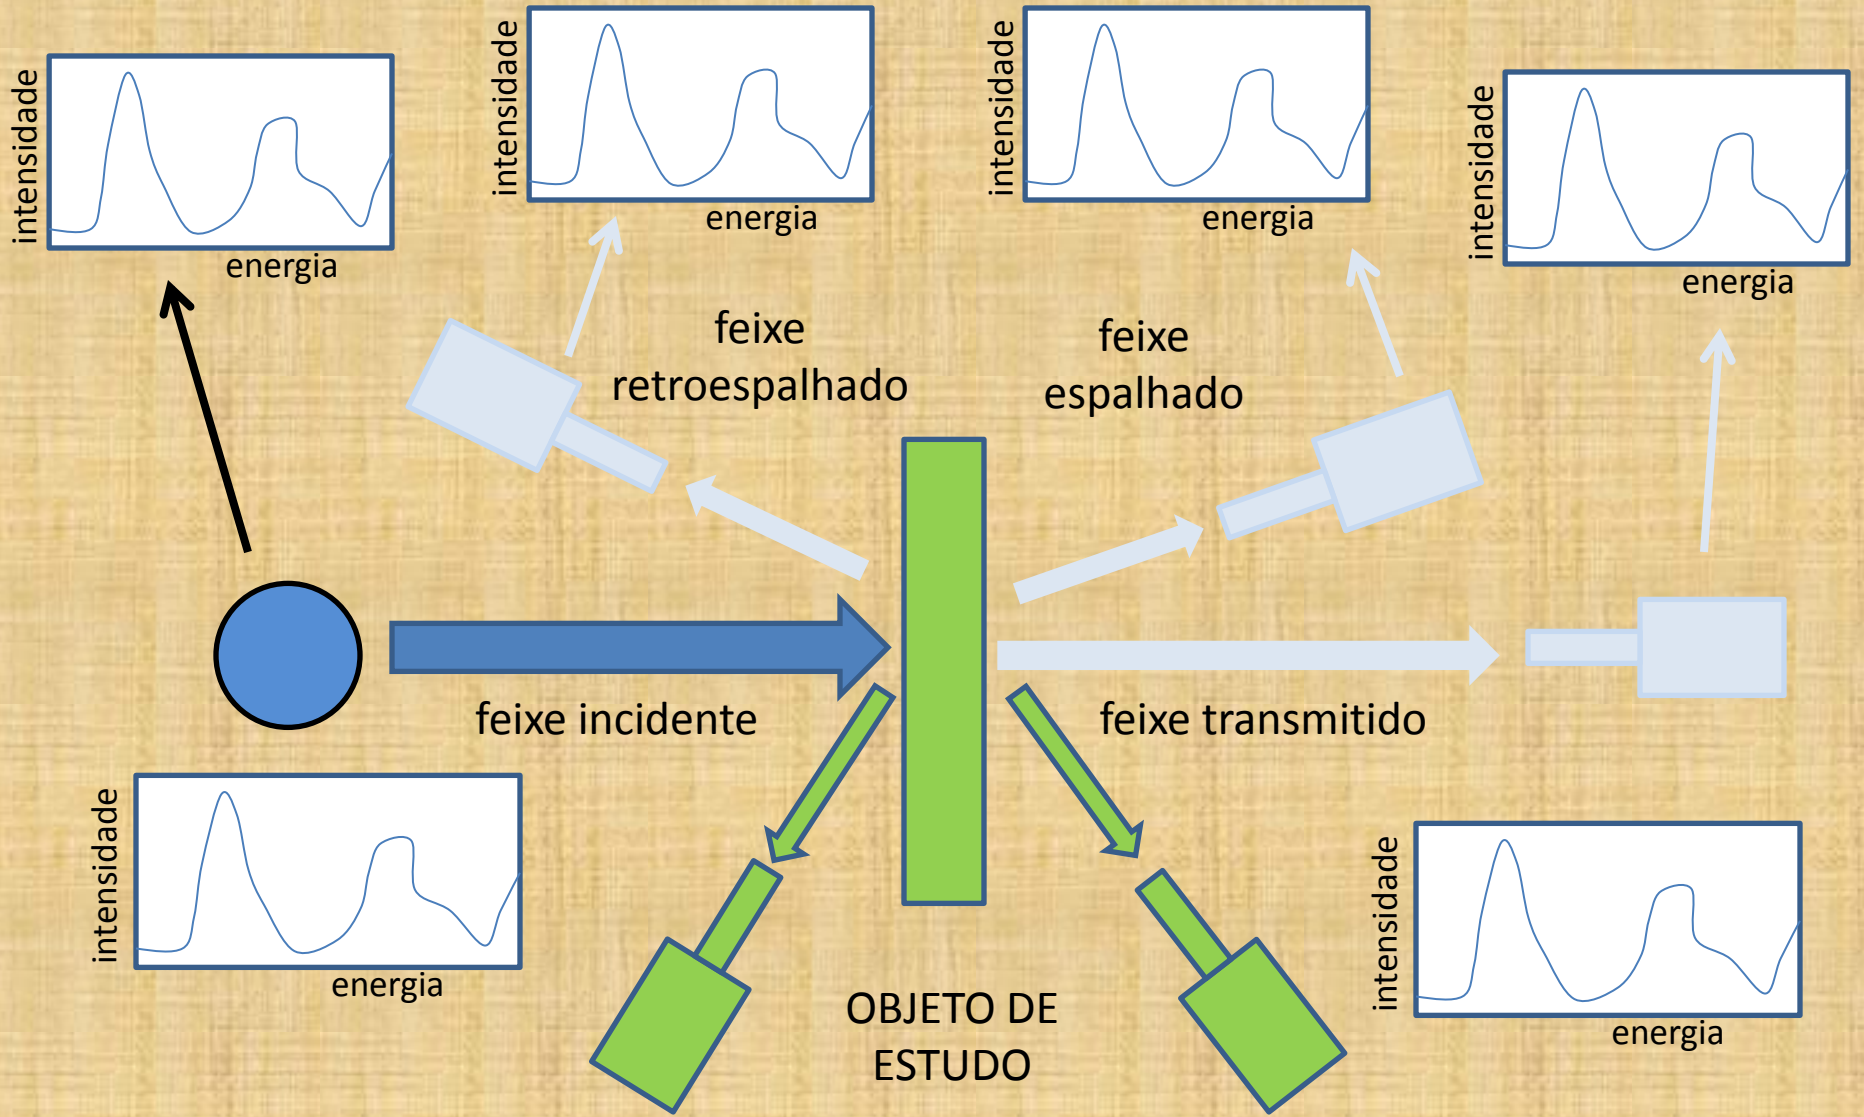 intensidade
energia
intensidade
energia
intensidade
energia
intensidade
energia
feixe
retroespalhado
feixe
espalhado
feixe incidente
feixe transmitido
intensidade
energia
OBJETO DE
ESTUDO
intensidade
energia